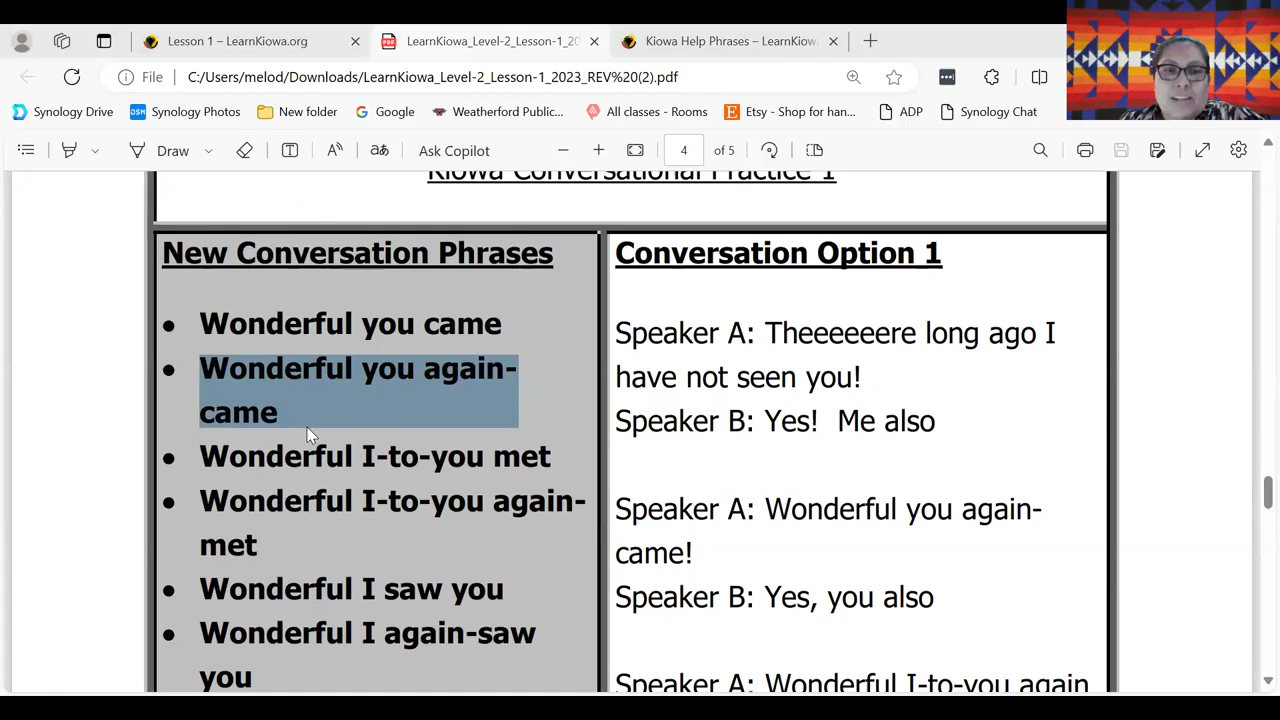 Lesson 1 – LearnKiowa.org
LearnKiowa_Level-2_Lesson-1_20
Kiowa Help Phrases – LearnKiow
File
C:/Users/melod/Downloads/LearnKiowa_Level-2_Lesson-1_2023_REV%20(2).pdf
Synology Drive
DSM
Synology Photos
New folder
Google
Weatherford Public...
All classes - Rooms
Etsy - Shop for han...
ADP
Synology Chat
Draw
Ask Copilot
4
of 5
Kiowa Conversational Practice 1
New Conversation Phrases
• Wonderful you came
• Wonderful you again-
came
• Wonderful I-to-you met
• Wonderful I-to-you again-
met
• Wonderful I saw you
• Wonderful I again-saw
you
Conversation Option 1
Speaker A: Theeeeeere long ago I
have not seen you!
Speaker B: Yes!  Me also
Speaker A: Wonderful you again-
came!
Speaker B: Yes, you also
Speaker A: Wonderful I-to-you again